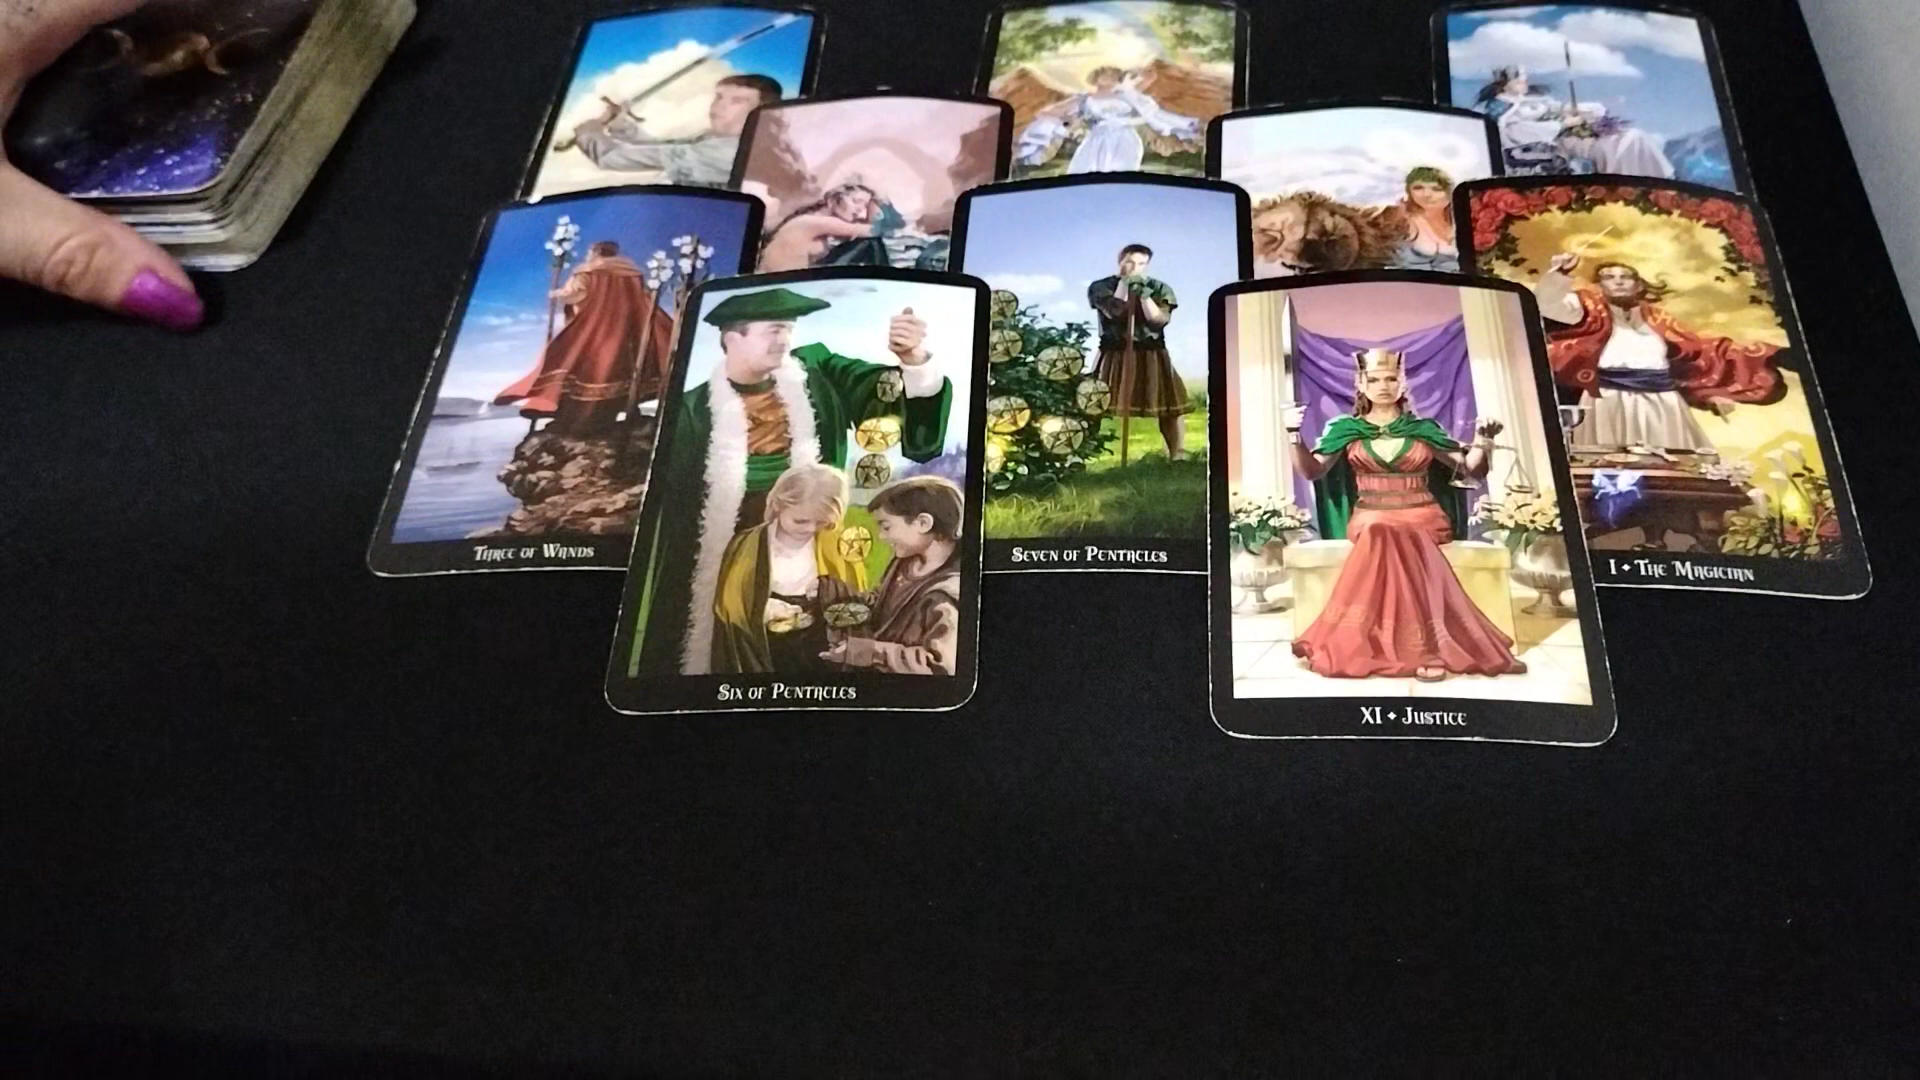 Three of Wands
Seven of Pentacles
I • The Magician
Six of Pentacles
XI • Justice